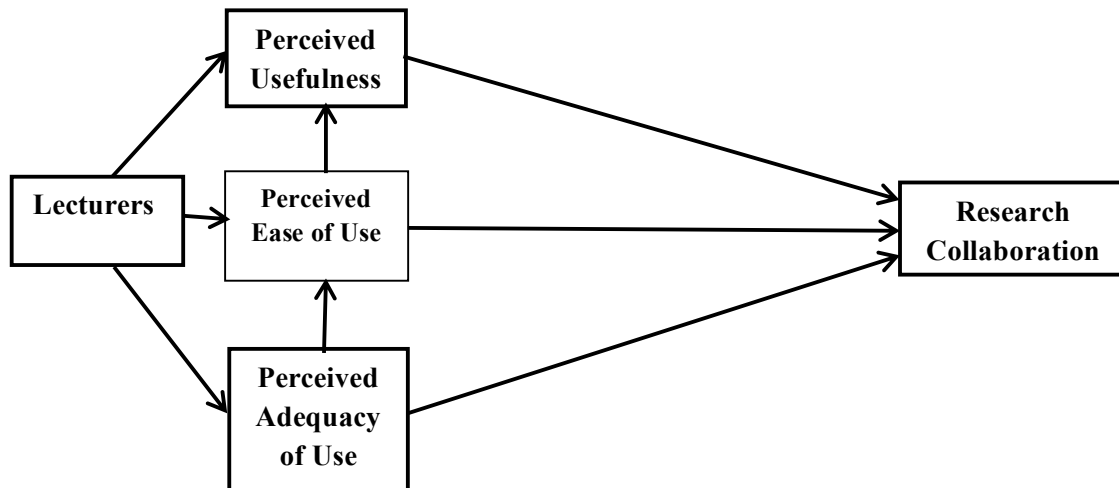 Perceived
Usefulness
Lecturers
Perceived
Ease of Use
Research
Collaboration
Perceived
Adequacy
of Use